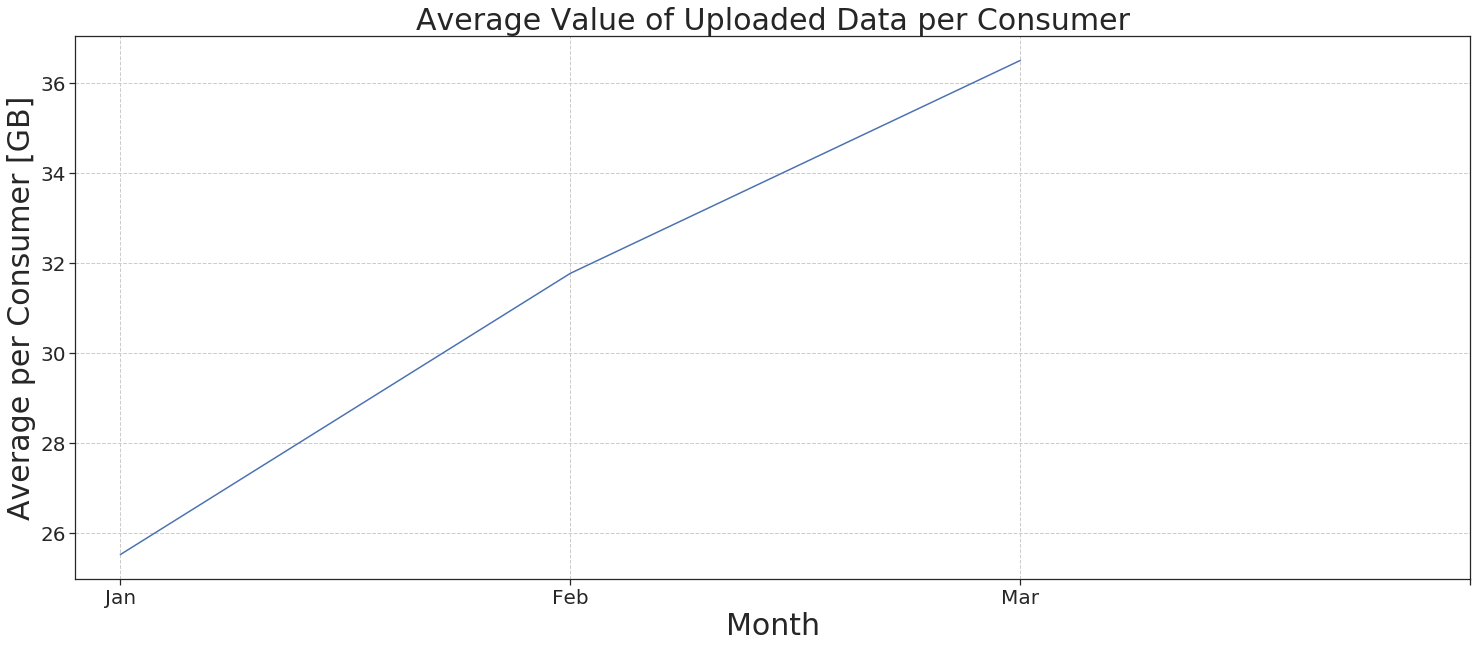 Average Value of Uploaded Data per Consumer
Average per Consumer [GB]
36
34
32
30
28
26
Jan Feb Mar
Month